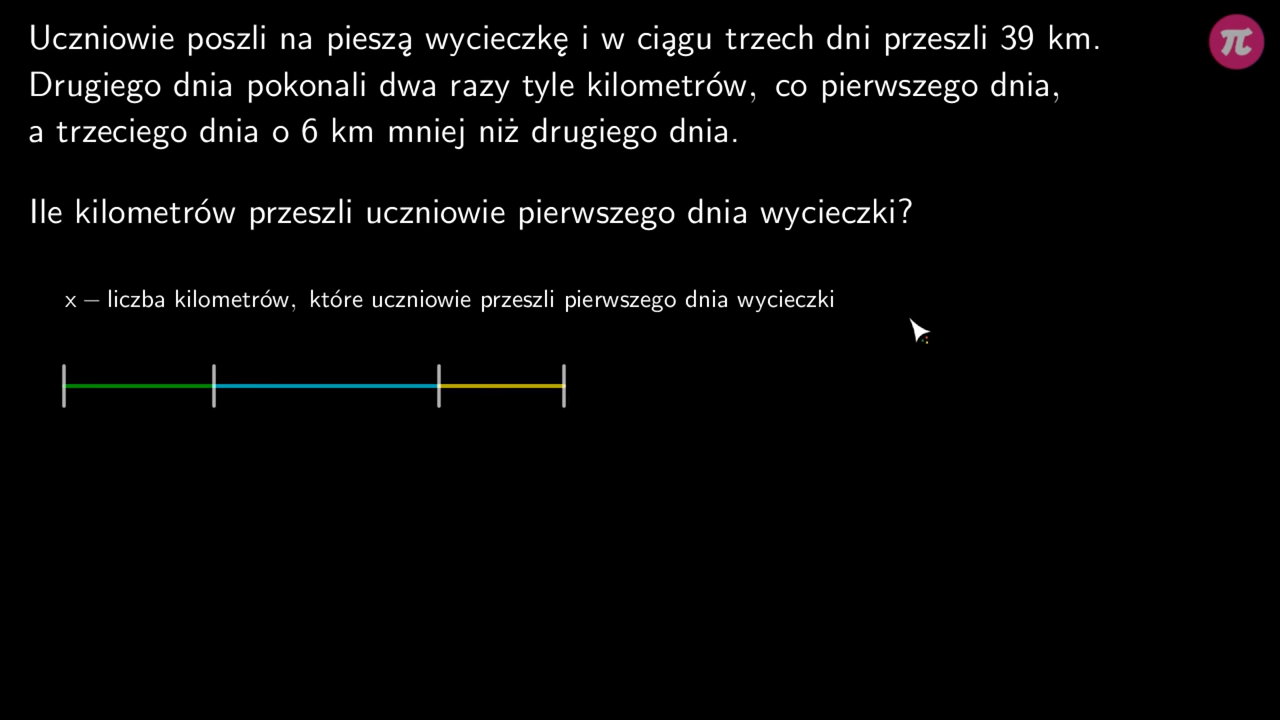 Uczniowie poszli na pieszą wycieczkę i w ciągu trzech dni przeszli 39 km.
Drugiego dnia pokonali dwa razy tyle kilometrów, co pierwszego dnia,
a trzeciego dnia o 6 km mniej niż drugiego dnia.
Ile kilometrów przeszli uczniowie pierwszego dnia wycieczki?
x – liczba kilometrów, które uczniowie przeszli pierwszego dnia wycieczki
π